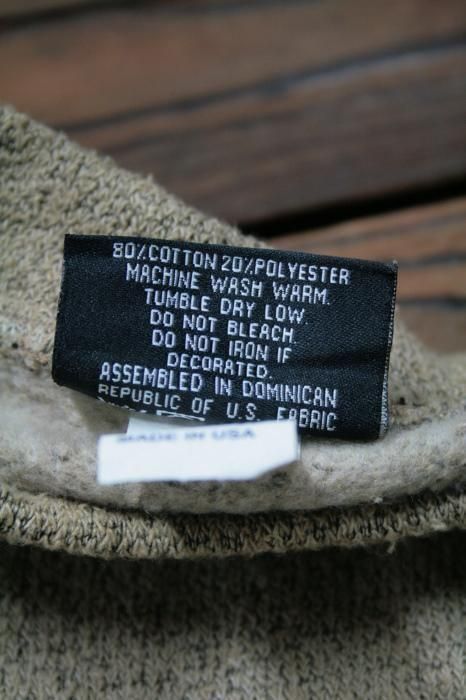 80%COTTON 20%POLYESTER
MACHINE WASH WARM.
TUMBLE DRY LOW.
DO NOT BLEACH.
DO NOT IRON IF
DECORATED.
ASSEMBLED IN DOMINICAN
REPUBLIC OF U.S. FABRIC
MADE IN USA